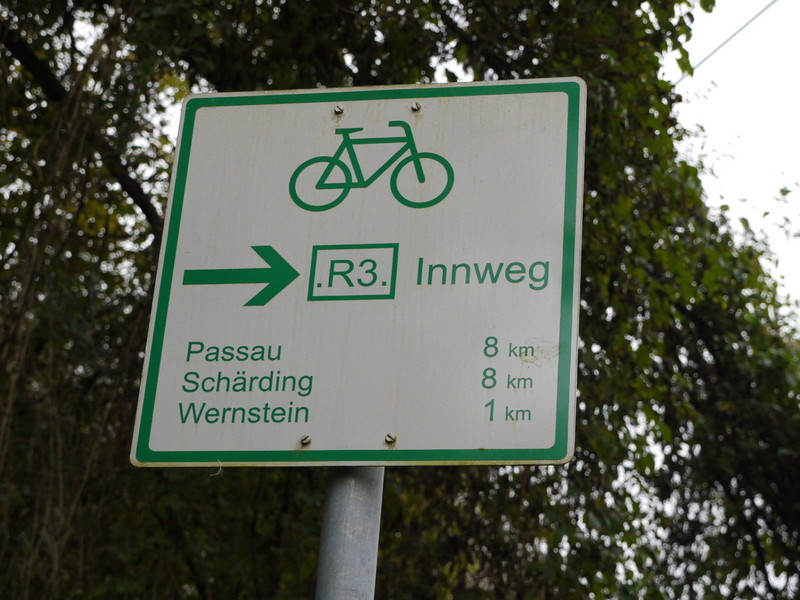 .R3. Innweg
Passau 8 km
Schärding 8 km
Wernstein 1 km